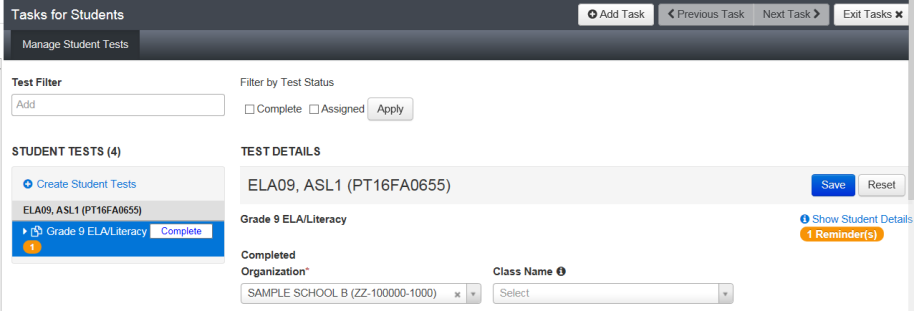 Tasks for Students
Add Task
Previous Task
Next Task
Exit Tasks
Manage Student Tests
Test Filter
Add
Filter by Test Status
Complete
Assigned
Apply
STUDENT TESTS (4)
Create Student Tests
ELA09, ASL1 (PT16FA0655)
Grade 9 ELA/Literacy Complete
1
TEST DETAILS
ELA09, ASL1 (PT16FA0655)
Save
Reset
Grade 9 ELA/Literacy
Show Student Details
1 Reminder(s)
Completed
Organization*
SAMPLE SCHOOL B (ZZ-100000-1000)
Class Name
Select